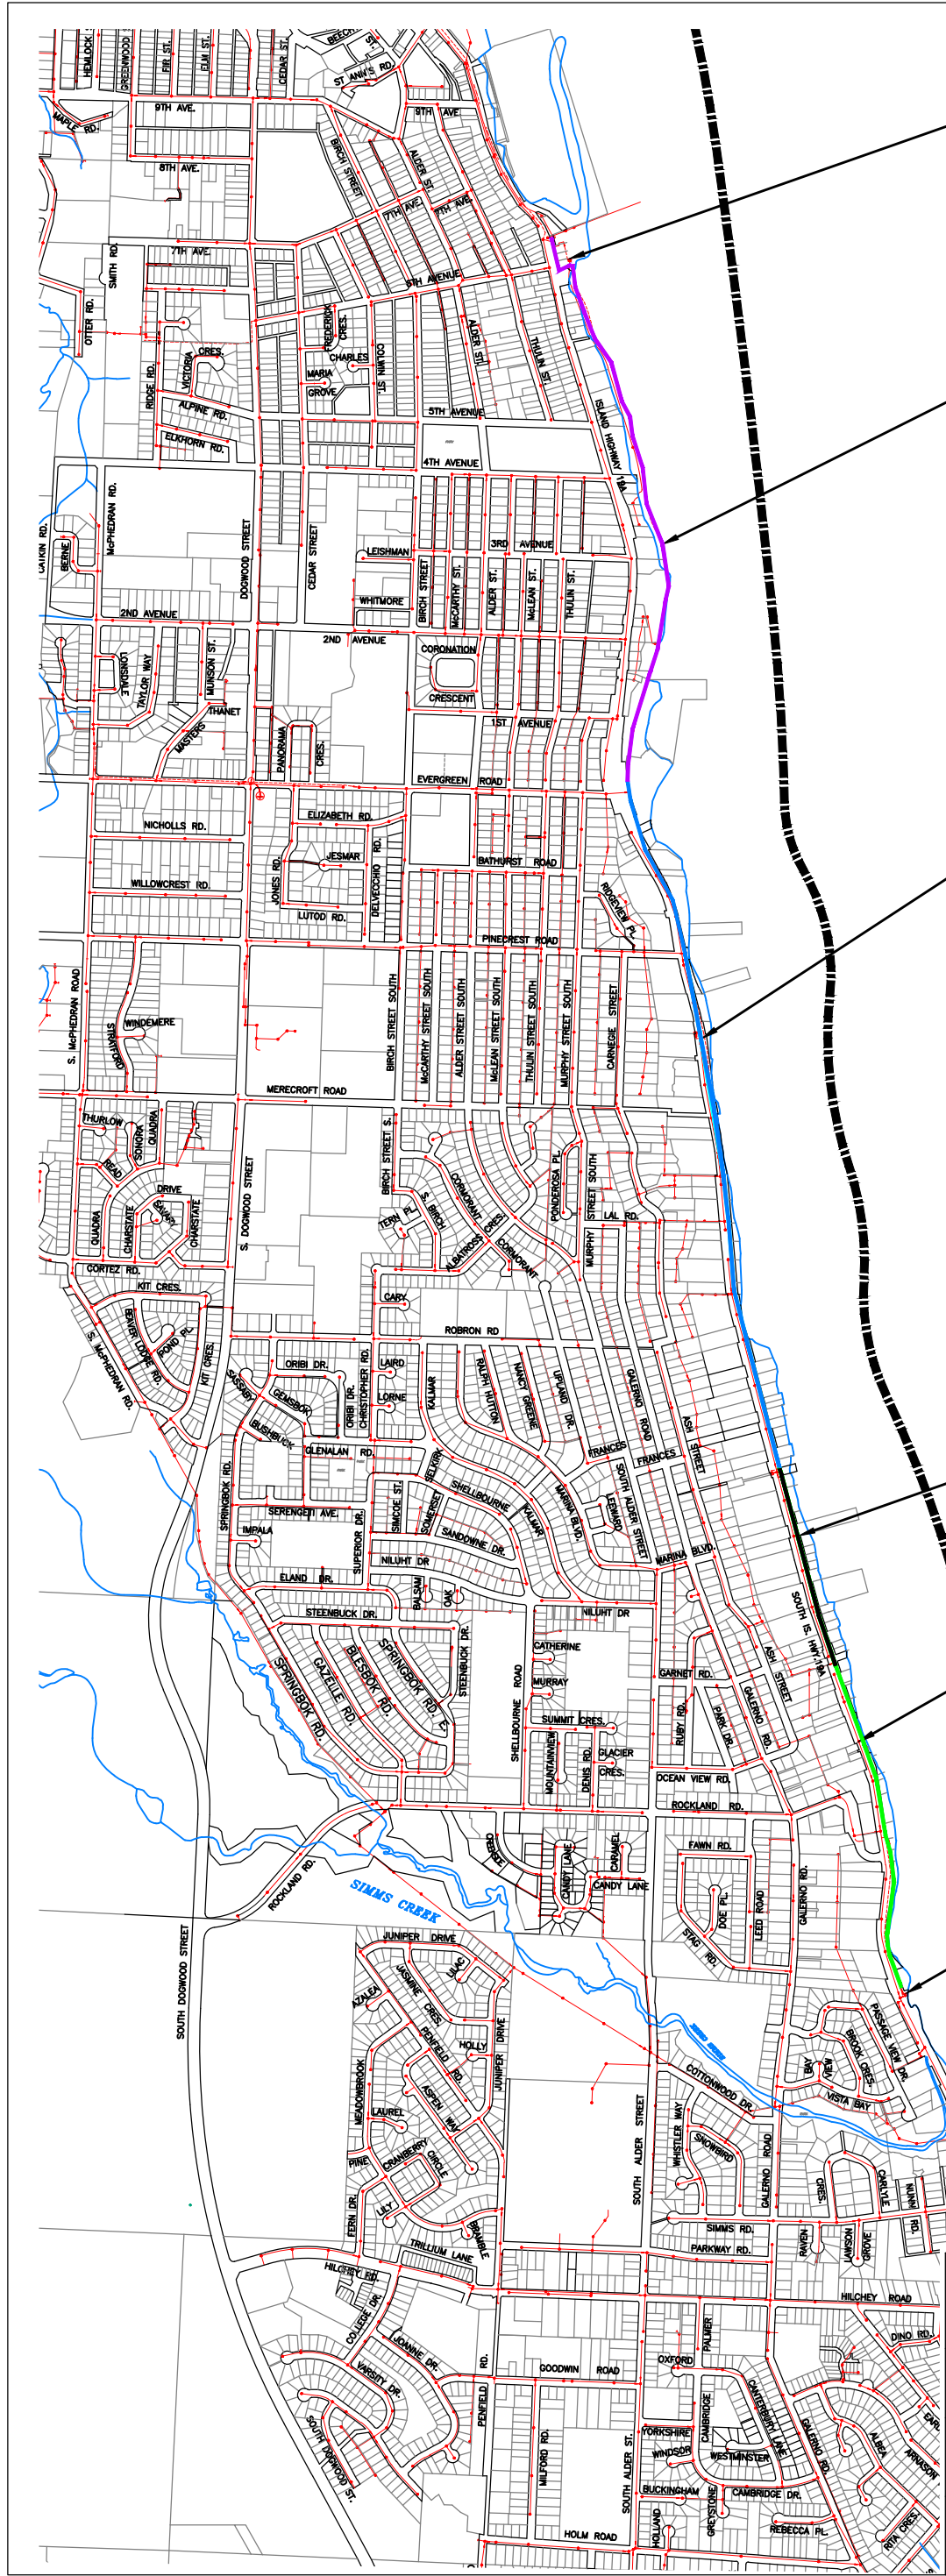 HEMLOCK S
GREENWOOD S
FIR ST.
ELM ST.
CEDAR ST.
BEECH
ST.
ST ANN'S RD.
MAPLE RD.
9TH AVE.
9TH AVE.
8TH AVE.
BIRCH STREET
ALDER ST
7TH AVE.
7TH AVE.
7TH AVE.
SMITH RD.
6TH AVENUE
OTTER RD.
RIDGE RD.
VICTORIA
CRES.
FREDERICK
CRES.
CHARLES
MARIA
GROVE
COLWIN ST.
ALDER ST.
THULIN ST.
ALPINE RD.
ELKHORN RD.
5TH AVENUE
ISLAND HIGHWAY 19A
4TH AVENUE
CATKIN RD.
BERNE
McPHEDRAN RD.
DOGWOOD STREET
CEDAR STREET
LEISHMAN
WHITMORE
BIRCH STREET
McCARTHY ST.
ALDER ST.
3RD AVENUE
McLEAN ST.
THULIN ST.
2ND AVENUE
2ND AVENUE
LONSDALE
TAYLOR WAY
MUNSON ST.
THANET
MASTERS
CORONATION
CRESCENT
1ST AVENUE
PANORAMA
CRES.
EVERGREEN ROAD
NICHOLLS RD.
ELIZABETH RD.
JESMAR
JONES RD.
LUTOD RD.
DELVECCHIO RD.
BATHURST ROAD
WILLOWCREST RD.
RIDGEVIEW PL.
PINECREST ROAD
S. McPHEDRAN ROAD
WINDEMERE
STRATFORD
BIRCH STREET SOUTH
McCARTHY STREET SOUTH
ALDER STREET SOUTH
McLEAN STREET SOUTH
THULIN STREET SOUTH
MURPHY STREET SOUTH
CARNEGIE STREET
MERECROFT ROAD
THURLOW
SONORA
QUADRA
READ
DRIVE
SAVARY
QUADRA
CHARSTATE
CHARSTATE
CORTEZ RD.
S. DOGWOOD STREET
BIRCH STREET S.
S. BIRCH
TERN PL.
CORMORANT
ALBATROSS CRES.
CORMORANT
PONDEROSA PL.
STREET SOUTH
MURPHY
LAL RD.
KIT CRES.
BEAVER LODGE RD.
POND PL.
KIT CRES.
S. McPHEDRAN RD.
CARY
ROBRON RD
ORIBI DR.
SASSABY
GEMSBOK
BUSHBUCK
ORIBI DR.
CHRISTOPHER RD.
LAIRD
LORNE
KALMAR
RALPH HUTTON
NANCY GREENE
UPLAND DR.
GALERNO ROAD
ASH STREET
GLENALAN RD.
FRANCES
FRANCES
SPRINGBOK RD.
SERENGETI AVE.
IMPALA
SUPERIOR DR.
SIMCOE ST.
SOMERSET
SELKIRK
SHELLBOURNE
KALMAR
SANDOWNE DR.
MARINA BLVD.
LEEWARD
SOUTH ALDER STREET
MARINA BLVD.
NILUHT DR
ELAND DR.
BALSAM
OAK
STEENBUCK DR.
NILUHT DR
SOUTH IS. HWY.19A
SPRINGBOK RD.
GAZELLE RD.
BLESBOK RD.
SPRINGBOK RD. E.
STEENBUCK DR.
SHELLBOURNE ROAD
CATHERINE
MURRAY
SUMMIT CRES.
MOUNTAINVIEW
DENIS RD.
GLACIER
CRES.
GARNET RD.
RUBY RD.
PARK DR.
GALERNO RD.
ASH STREET
OCEAN VIEW RD.
ROCKLAND RD.
ROCKLAND RD.
SIMMS CREEK
CREEKSIDE
CANDY LANE
CARAMEL
CANDY LANE
FAWN RD.
DOE PL.
LEED ROAD
STAG RD.
GALERNO RD.
SOUTH DOGWOOD STREET
JUNIPER DRIVE
LILAC
AZALEA
JASMINE CRES.
PENFIELD RD.
HOLLY
JUNIPER DRIVE
MEADOWBROOK
ASPEN WAY
LAUREL
CRANBERRY
CIRCLE
PINE
FERN DR.
LILY
BRAMBLE
TRILLIUM LANE
SIMMS CREEK
COTTONWOOD DR.
PASSAGE VIEW DR.
BROOK CRES.
BAY
VIEW
VISTA BAY
SOUTH ALDER STREET
WHISTLER WAY
SNOWBIRD
GALERNO ROAD
CRES.
CARLYLE
NUNN
RD.
SIMMS RD.
RAVEN
LAWSON
GROVE
PARKWAY RD.
HILCHEY RD.
HILCHEY ROAD
COLLEGE DR.
JOANNE DR.
VARSITY DR.
SOUTH DOGWOOD ST.
RD.
PENFIELD
GOODWIN ROAD
MILFORD RD.
PALMER
OXFORD
DINO RD.
CAMBRIDGE
CANTERBURY LANE
YORKSHIRE
WINDSOR
WESTMINSTER
GALERNO RD.
ALBEA
EARL
ARNASON
SOUTH ALDER ST.
BUCKINGHAM
GREYSTONE
CAMBRIDGE DR.
REBECCA PL.
RITA CRES.
HOLLAND
HOLM ROAD